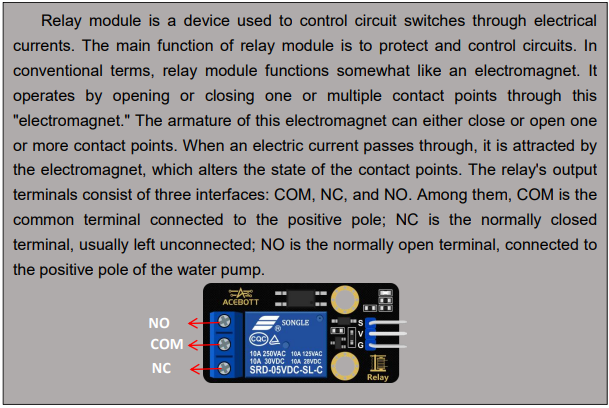 Relay module is a device used to control circuit switches through electrical
currents. The main function of relay module is to protect and control circuits. In
conventional terms, relay module functions somewhat like an electromagnet. It
operates by opening or closing one or multiple contact points through this
"electromagnet." The armature of this electromagnet can either close or open one
or more contact points. When an electric current passes through, it is attracted by
the electromagnet, which alters the state of the contact points. The relay's output
terminals consist of three interfaces: COM, NC, and NO. Among them, COM is the
common terminal connected to the positive pole; NC is the normally closed
terminal, usually left unconnected; NO is the normally open terminal, connected to
the positive pole of the water pump.
ACEBOTT
NO
COM
NC
SONGLE
®
CQC
10A 250VAC 10A 125VAC
10A 30VDC 10A 28VDC
SRD-05VDC-SL-C
S
V
G
Relay